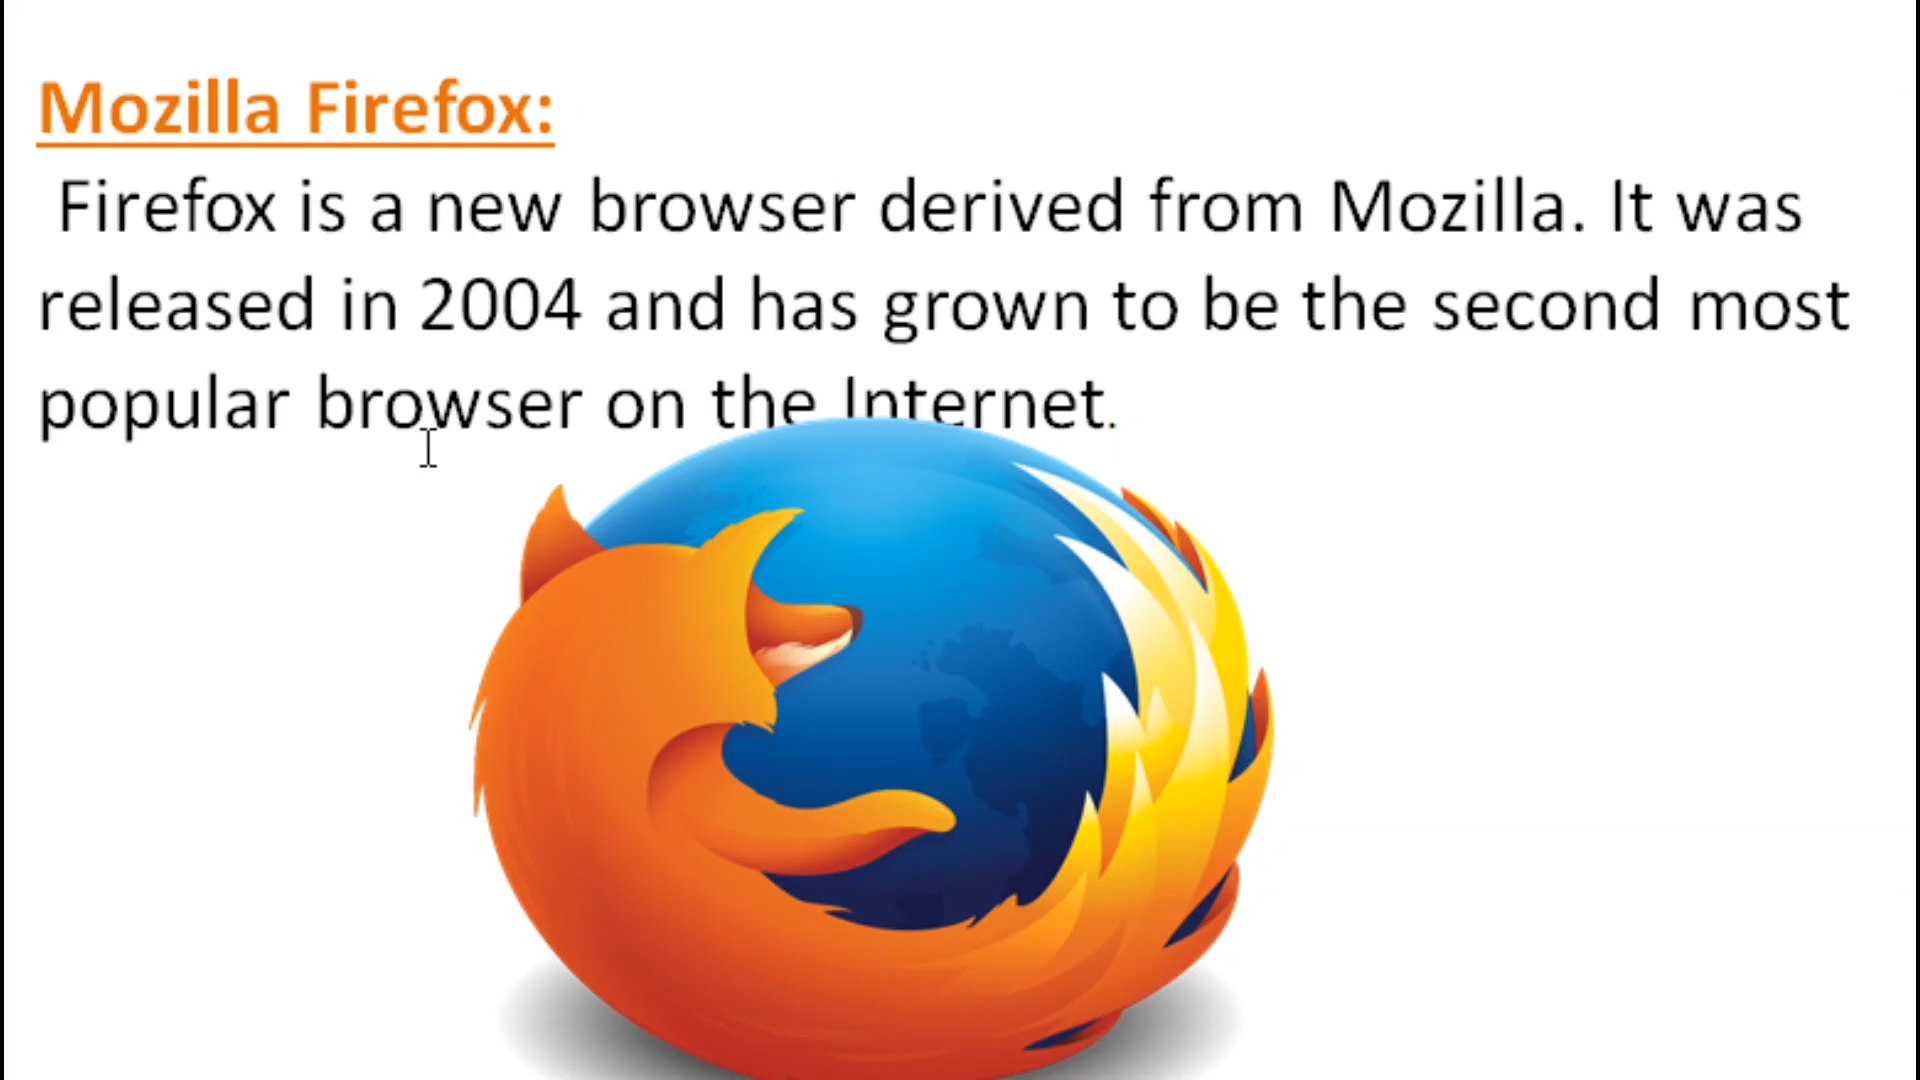 Mozilla Firefox:
Firefox is a new browser derived from Mozilla. It was
released in 2004 and has grown to be the second most
popular browser on the Internet.